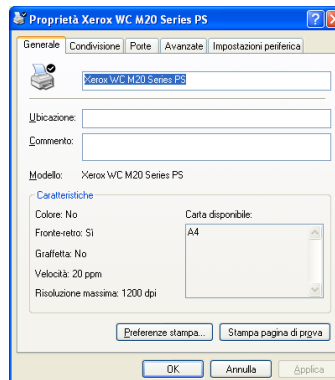 Proprietà Xerox WC M20 Series PS
Generale Condivisione Porte Avanzate Impostazioni periferica
Xerox WC M20 Series PS
Ubicazione:
Commento:
Modello: Xerox WC M20 Series PS
Caratteristiche
Colore: No Carta disponibile:
Fronte-retro: Sì A4
Graffetta: No
Velocità: 20 ppm
Risoluzione massima: 1200 dpi
Preferenze stampa... Stampa pagina di prova
OK Annulla Applica